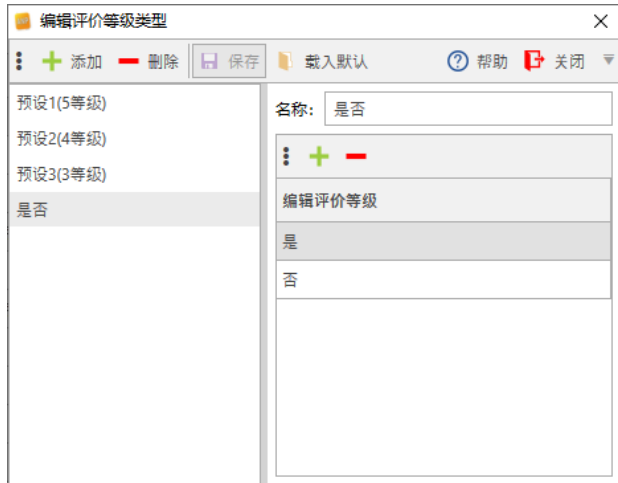 编辑评价等级类型
添加 删除 保存 载入默认 帮助 关闭
预设1(5等级)
预设2(4等级)
预设3(3等级)
是否
名称: 是否
编辑评价等级
是
否